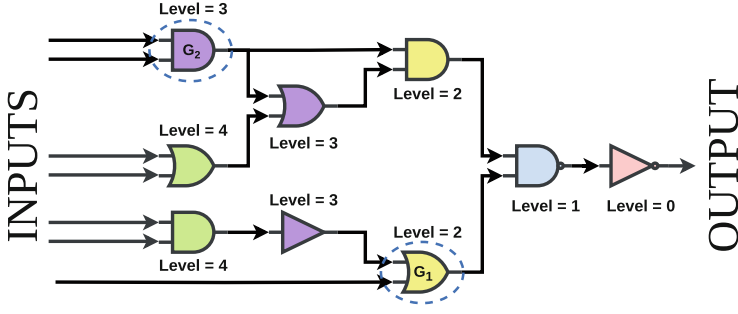 INPUTS
Level = 3
G2
Level = 4
Level = 4
Level = 3
Level = 3
Level = 2
Level = 2
G1
Level = 1
Level = 0
OUTPUT